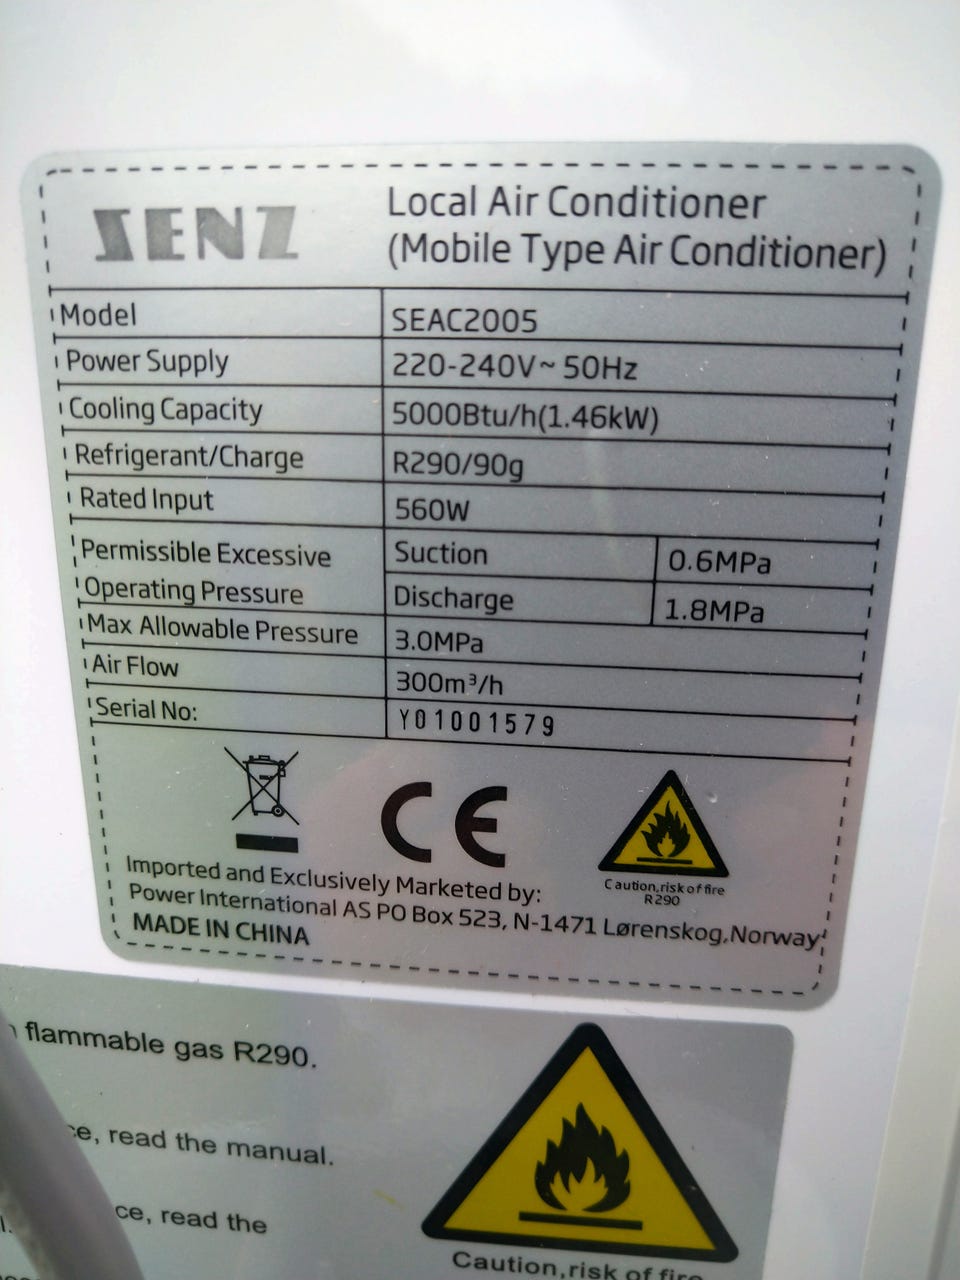 SENZ
Local Air Conditioner
(Mobile Type Air Conditioner)
Model SEAC2005
Power Supply 220-240V~ 50Hz
Cooling Capacity 5000Btu/h(1.46kW)
Refrigerant/Charge R290/90g
Rated Input 560W
Permissible Excessive Suction 0.6MPa
Operating Pressure Discharge 1.8MPa
Max Allowable Pressure 3.0MPa
Air Flow 300m³/h
Serial No: Y01001579
CE
Caution,risk of fire
R290
Imported and Exclusively Marketed by:
Power International AS PO Box 523, N-1471 Lørenskog,Norway
MADE IN CHINA
flammable gas R290.
ce, read the manual.
ce, read the
Caution,risk of fire